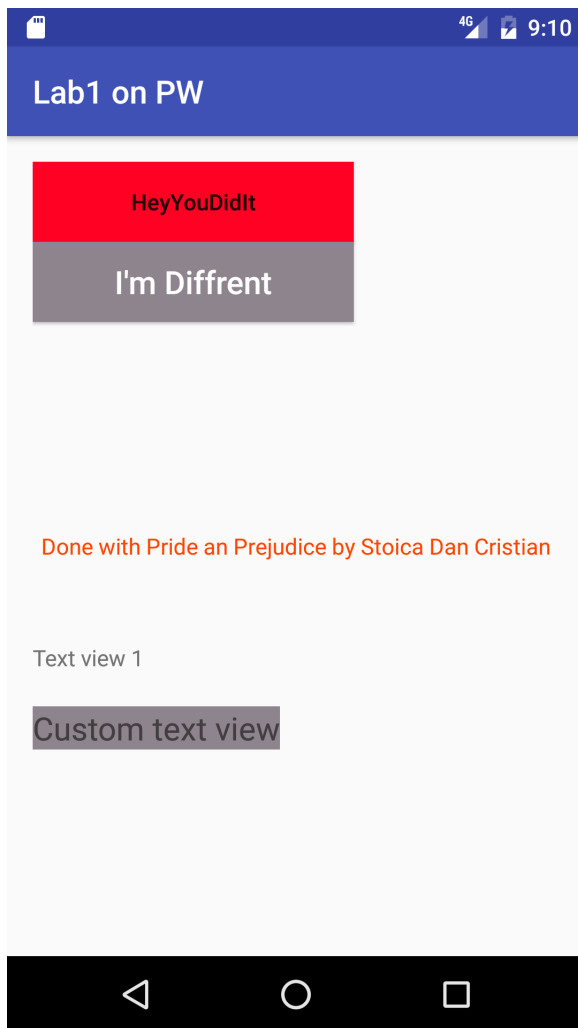 4G 9:10
Lab1 on PW
HeyYouDidIt
I'm Diffrent
Done with Pride an Prejudice by Stoica Dan Cristian
Text view 1
Custom text view